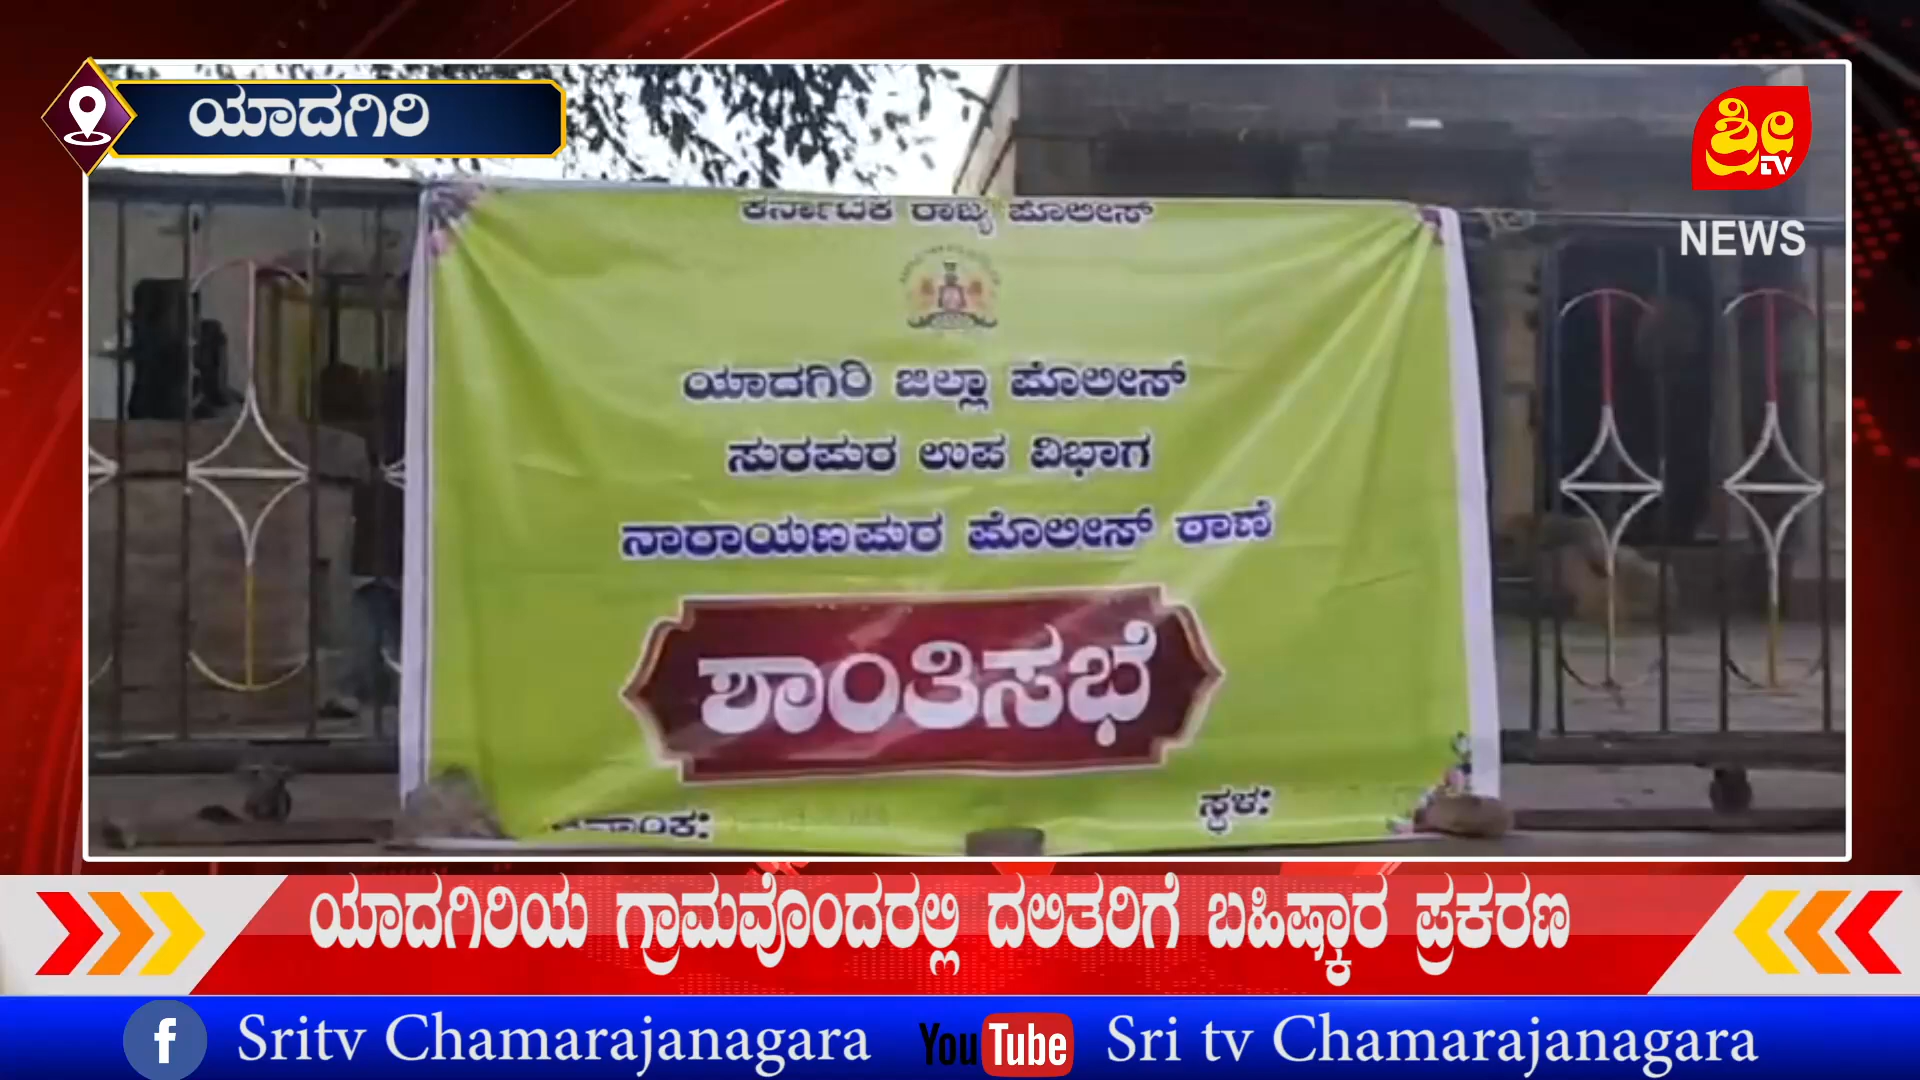 ಯಾದಗಿರಿ
ಶ್ರೀ
TV
NEWS
ಕರ್ನಾಟಕ ರಾಜ್ಯ ಪೊಲೀಸ್
ಯಾದಗಿರಿ ಜಿಲ್ಲಾ ಪೊಲೀಸ್
ಸುರಪುರ ಉಪ ವಿಭಾಗ
ನಾರಾಯಣಪುರ ಪೊಲೀಸ್ ಠಾಣೆ
ಶಾಂತಿಸಭೆ
ಸ್ಥಳ:
ಯಾದಗಿರಿಯ ಗ್ರಾಮವೊಂದರಲ್ಲಿ ದಲಿತರಿಗೆ ಬಹಿಷ್ಕಾರ ಪ್ರಕರಣ
f Sritv Chamarajanagara YouTube Sri tv Chamarajanagara